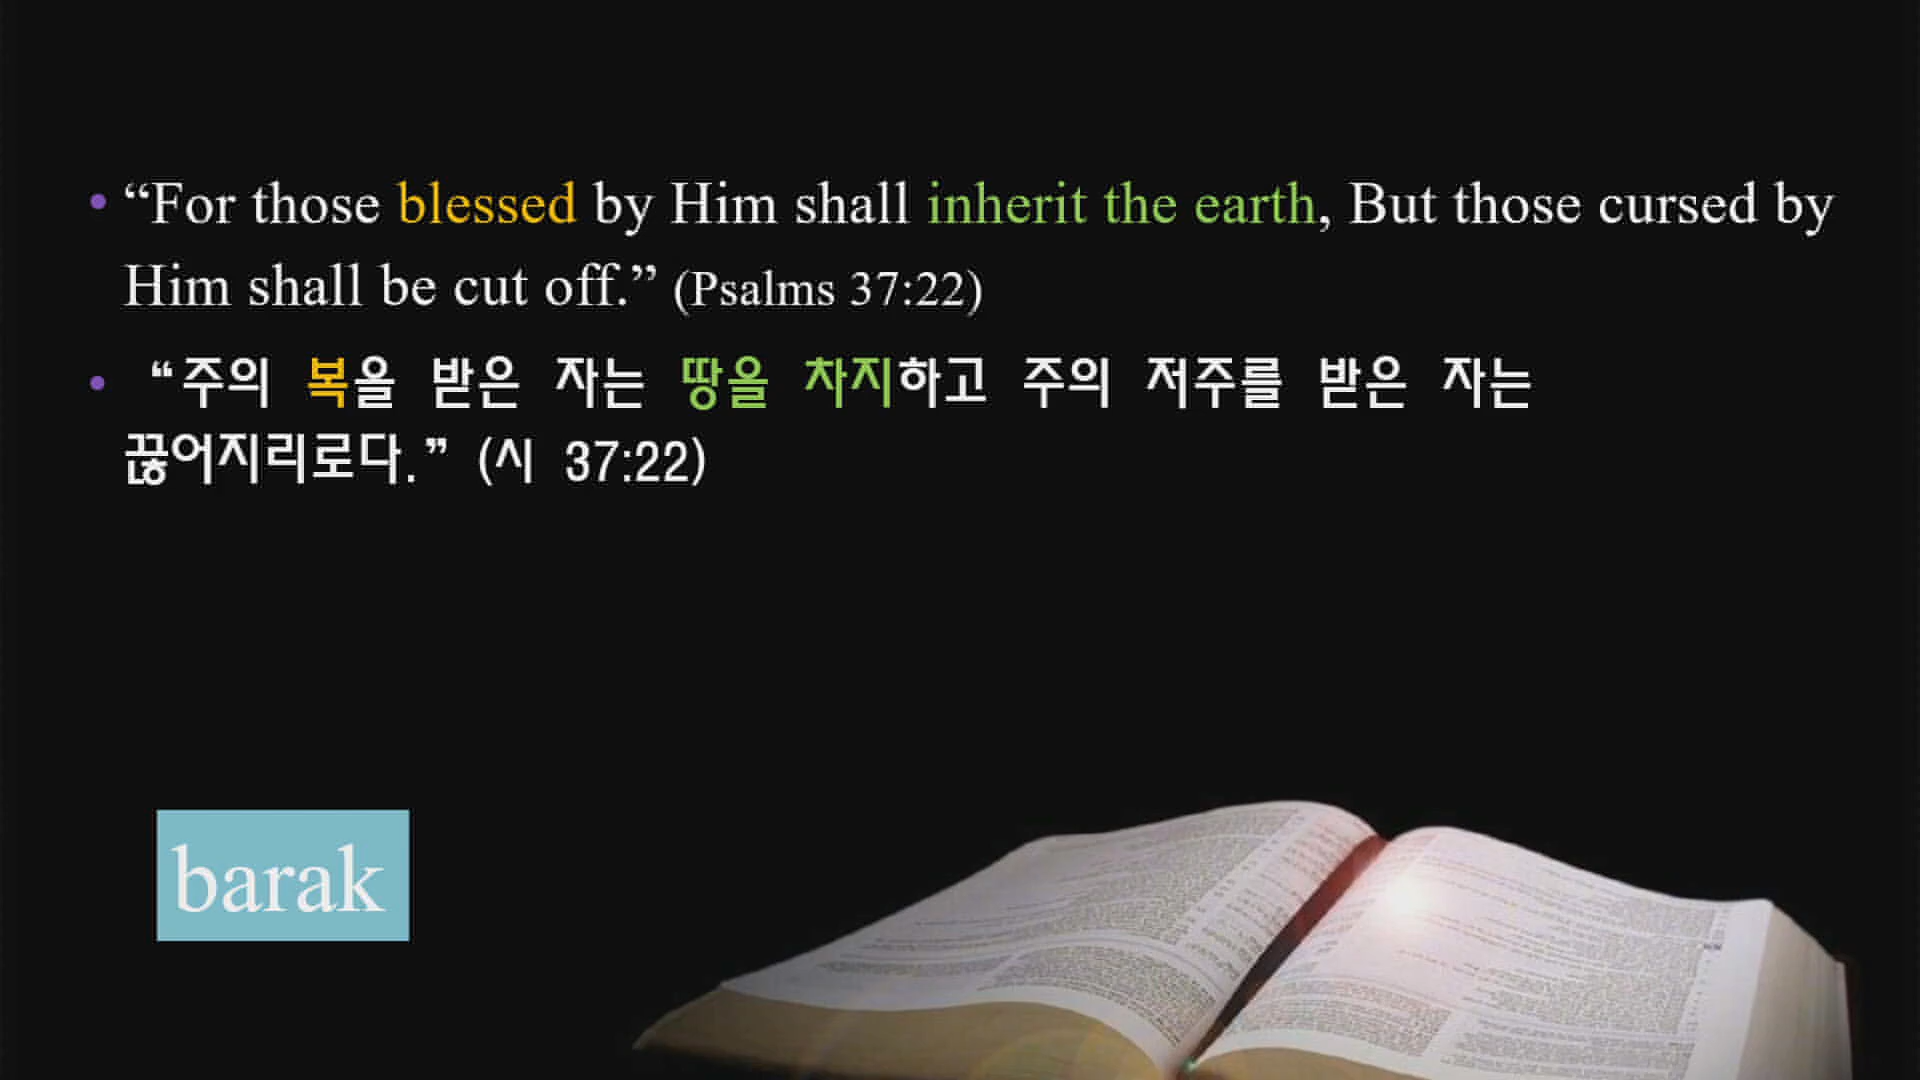 • “For those blessed by Him shall inherit the earth, But those cursed by
Him shall be cut off.” (Psalms 37:22)
• “주의 복을 받은 자는 땅을 차지하고 주의 저주를 받은 자는
끊어지리로다.” (시 37:22)
barak